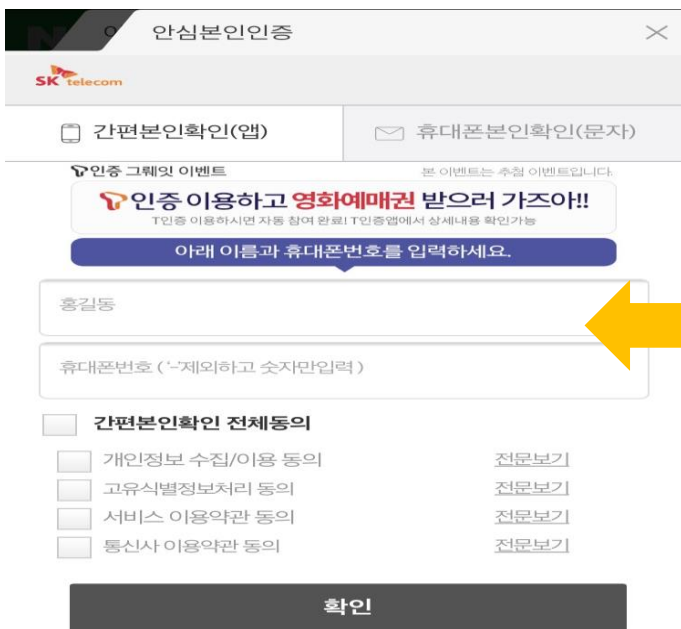 안심본인인증
SK telecom
간편본인확인(앱)
휴대폰본인확인(문자)
인증 그뤠잇 이벤트
본 이벤트는 추첨 이벤트입니다.
인증 이용하고 영화예매권 받으러 가즈아!!
T인증 이용하시면 자동 참여 완료! T인증앱에서 상세내용 확인가능
아래 이름과 휴대폰번호를 입력하세요.
홍길동
휴대폰번호 ( '-'제외하고 숫자만입력 )
간편본인확인 전체동의
개인정보 수집/이용 동의 전문보기
고유식별정보처리 동의 전문보기
서비스 이용약관 동의 전문보기
통신사 이용약관 동의 전문보기
확인